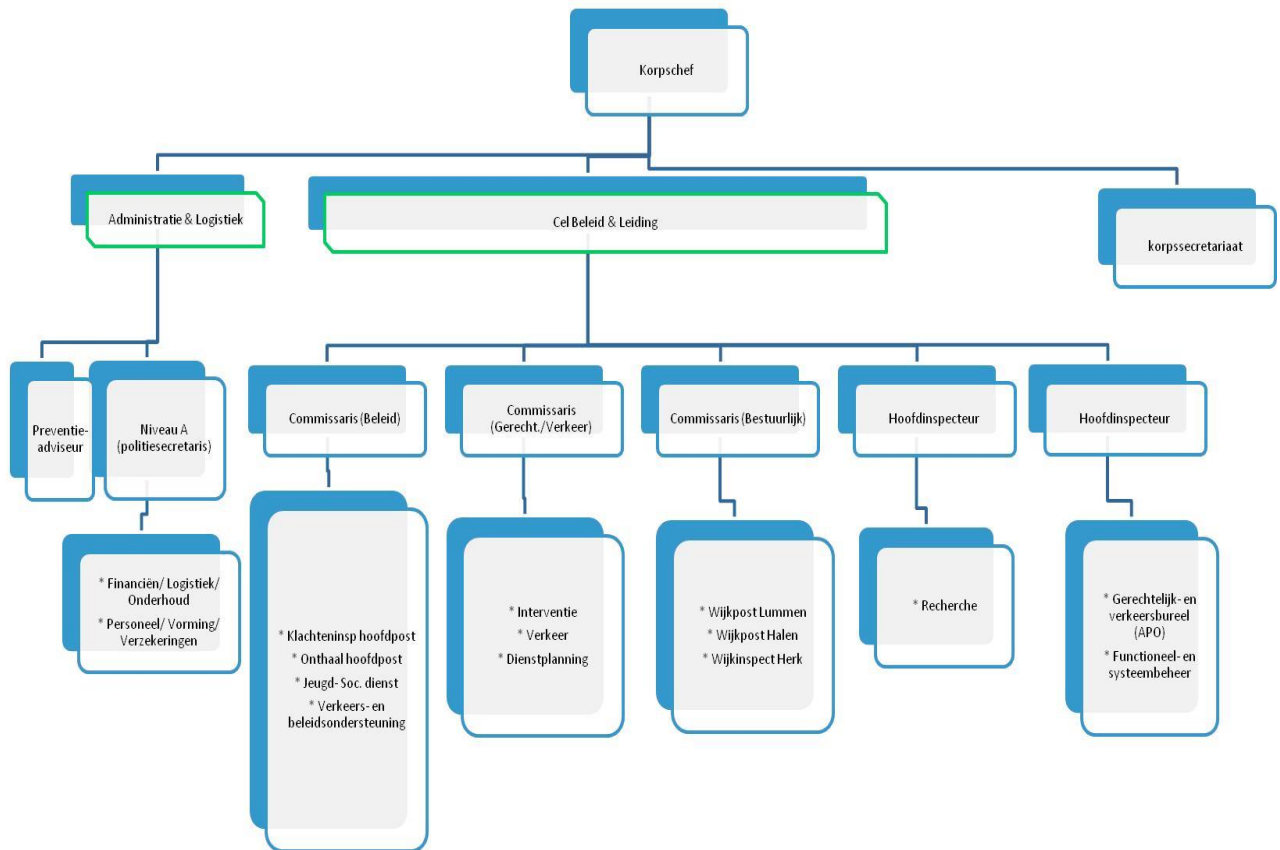 Korpschef
Administratie & Logistiek
Cel Beleid & Leiding
korpssecretariaat
Preventie-
adviseur
Niveau A
(politiesecretaris)
Commissaris (Beleid)
Commissaris
(Gerecht./Verkeer)
Commissaris (Bestuurlijk)
Hoofdinspecteur
Hoofdinspecteur
* Financiën/ Logistiek/
Onderhoud
* Personeel/ Vorming/
Verzekeringen
* Klachteninsp hoofdpost
* Onthaal hoofdpost
* Jeugd- Soc. dienst
* Verkeers- en
beleidsondersteuning
* Interventie
* Verkeer
* Dienstplanning
* Wijkpost Lummen
* Wijkpost Halen
* Wijkinspect Herk
* Recherche
* Gerechtelijk- en
verkeersbureel
(APO)
* Functioneel- en
systeembeheer